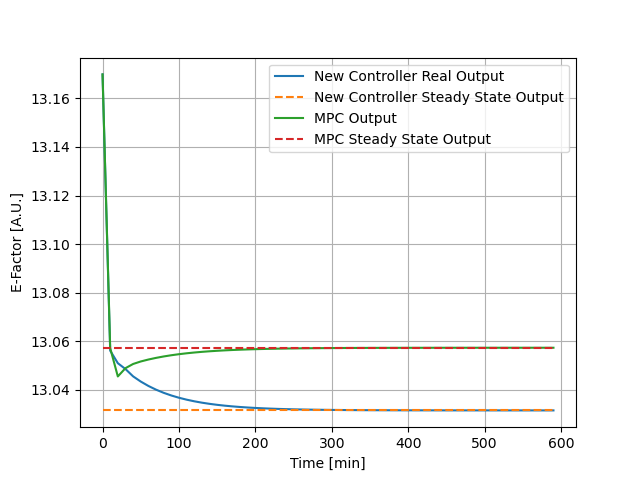 New Controller Real Output
New Controller Steady State Output
MPC Output
MPC Steady State Output
13.16
13.14
13.12
13.10
13.08
13.06
13.04
E-Factor [A.U.]
0 100 200 300 400 500 600
Time [min]